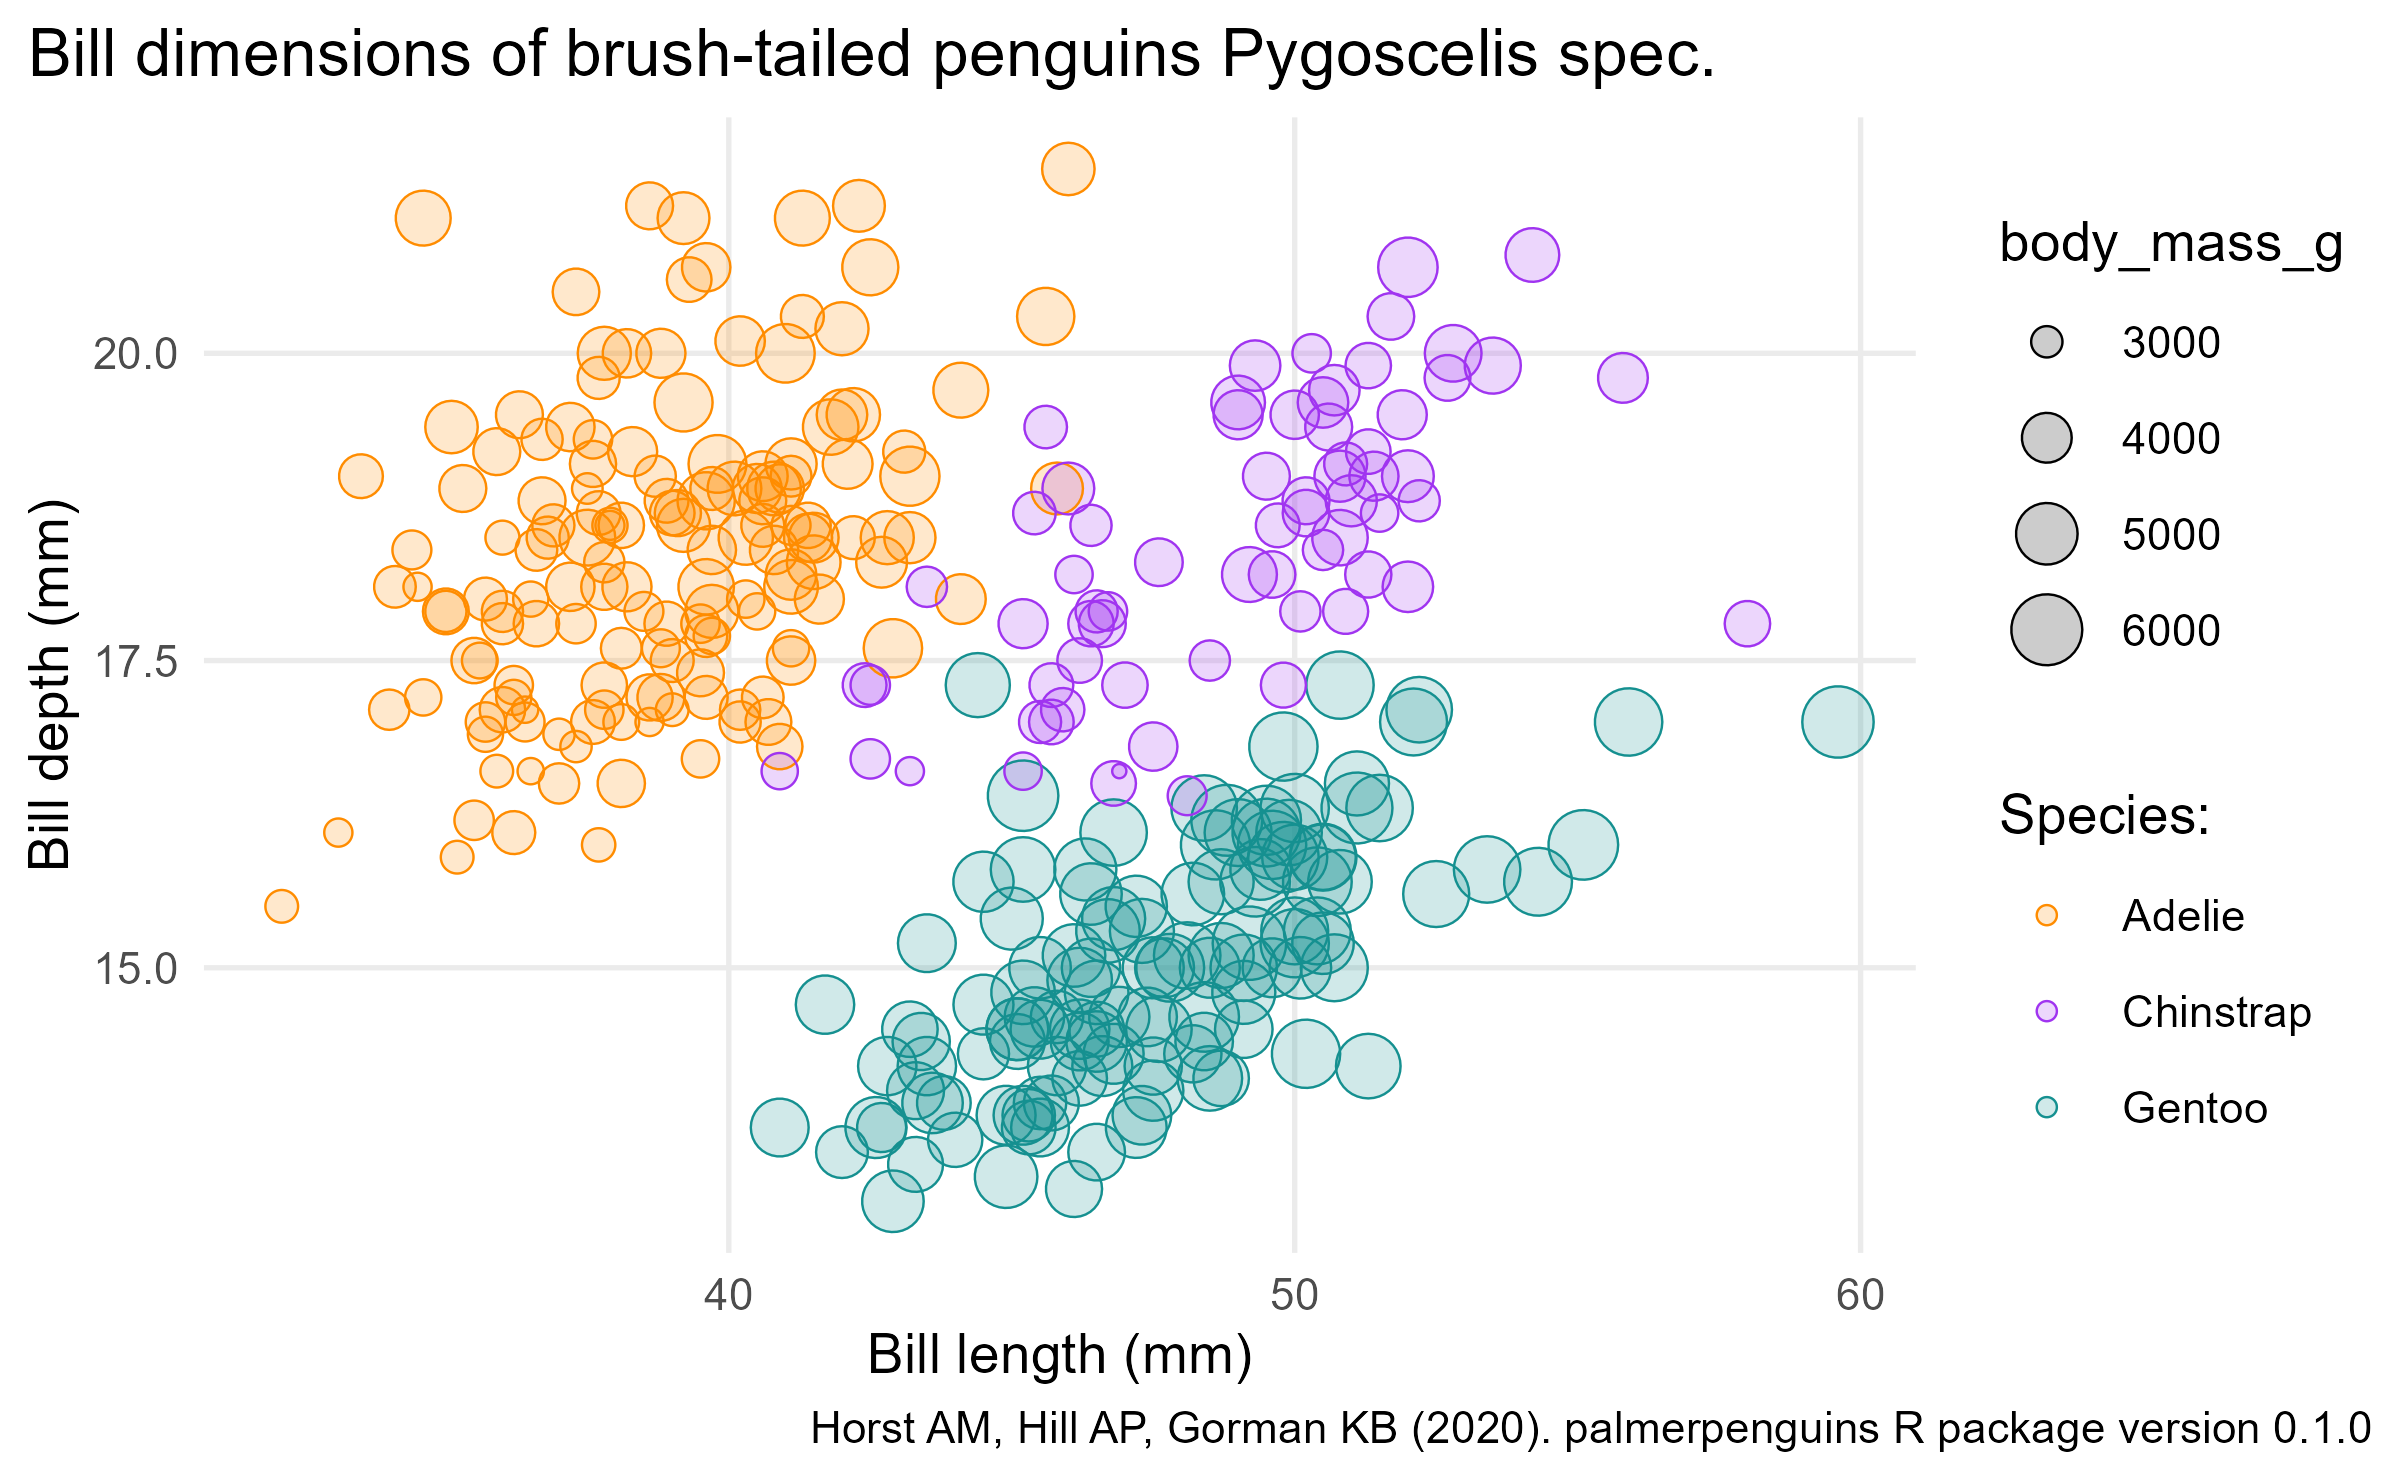 Bill dimensions of brush-tailed penguins Pygoscelis spec.
Bill depth (mm)
20.0
17.5
15.0
40 50 60
Bill length (mm)
body_mass_g
3000
4000
5000
6000
Species:
Adelie
Chinstrap
Gentoo
Horst AM, Hill AP, Gorman KB (2020). palmerpenguins R package version 0.1.0